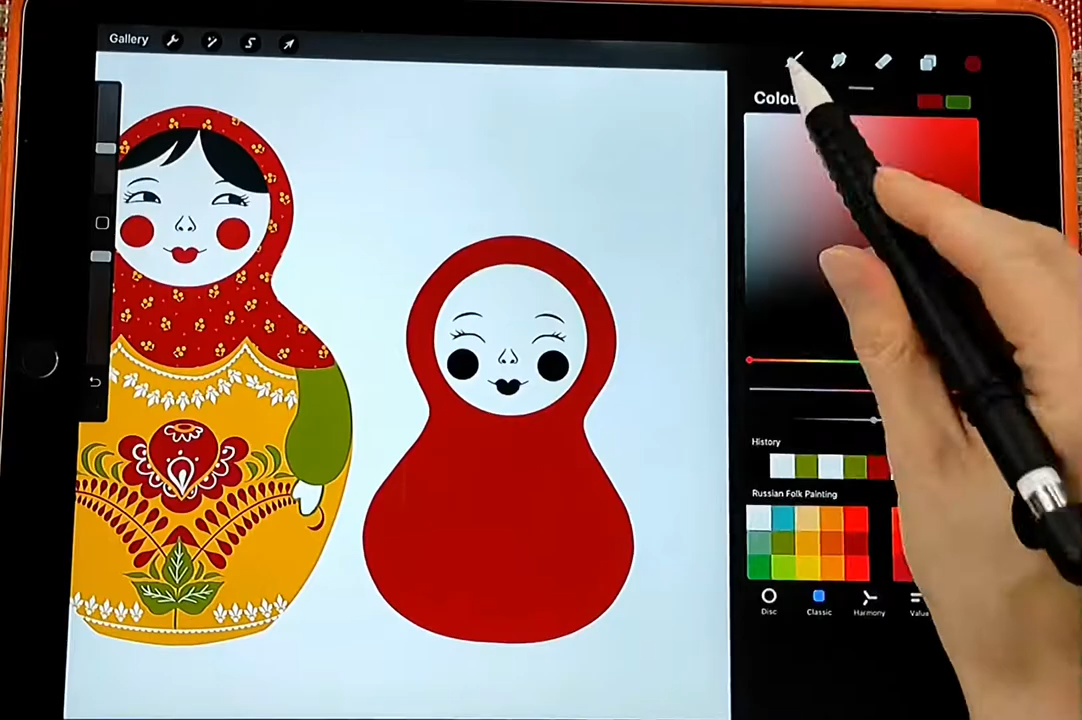 Gallery
Colou
History
Russian Folk Painting
Disc
Classic
Harmony
Value